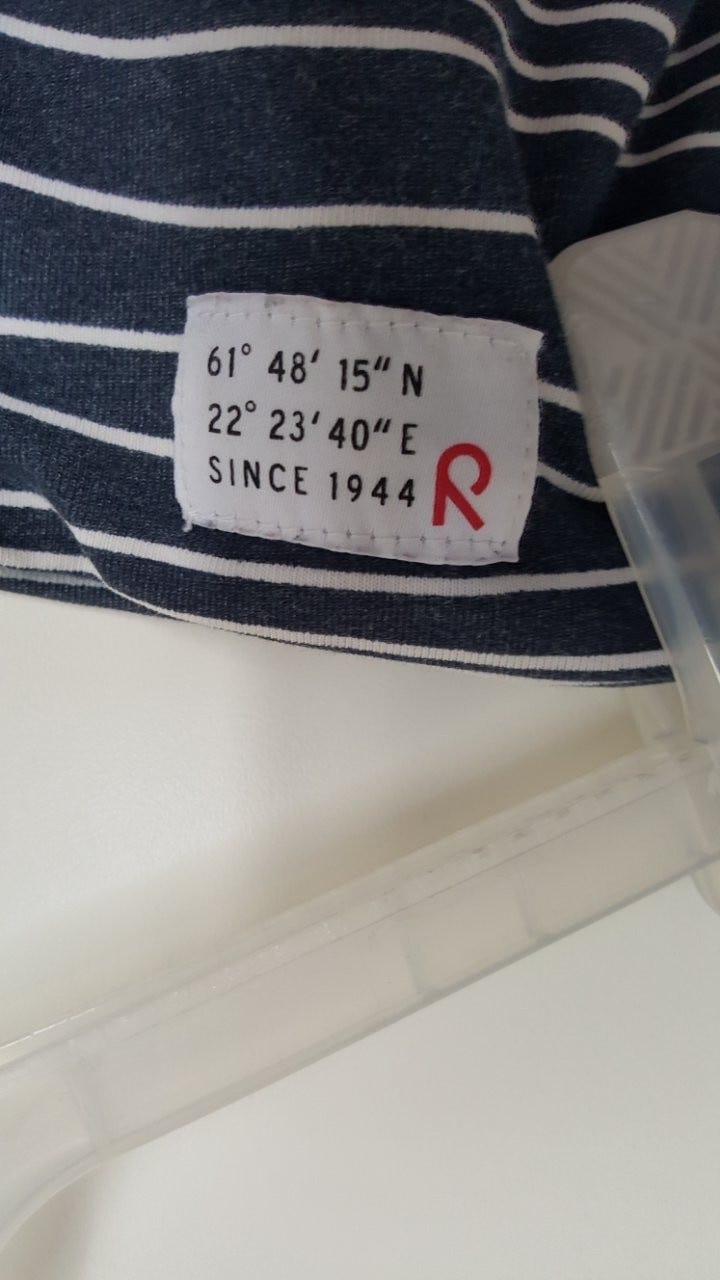 61° 48' 15" N
22° 23' 40" E
SINCE 1944
R